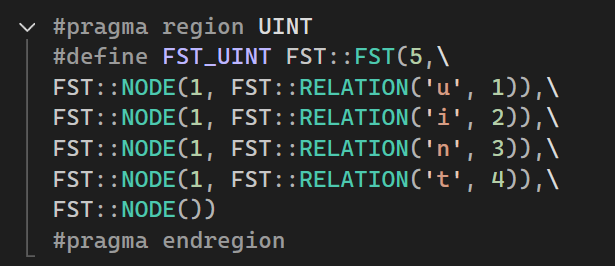 #pragma region UINT
#define FST_UINT FST::FST(5,\
FST::NODE(1, FST::RELATION('u', 1)),\
FST::NODE(1, FST::RELATION('i', 2)),\
FST::NODE(1, FST::RELATION('n', 3)),\
FST::NODE(1, FST::RELATION('t', 4)),\
FST::NODE())
#pragma endregion